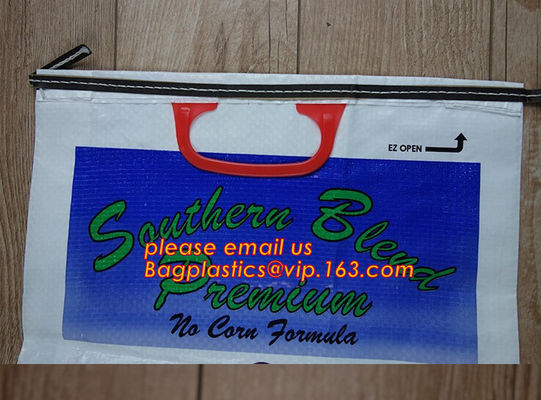 EZ OPEN
Southern Blend
please email us
Bagplastics@vip.163.com
Premium
No Corn Formula